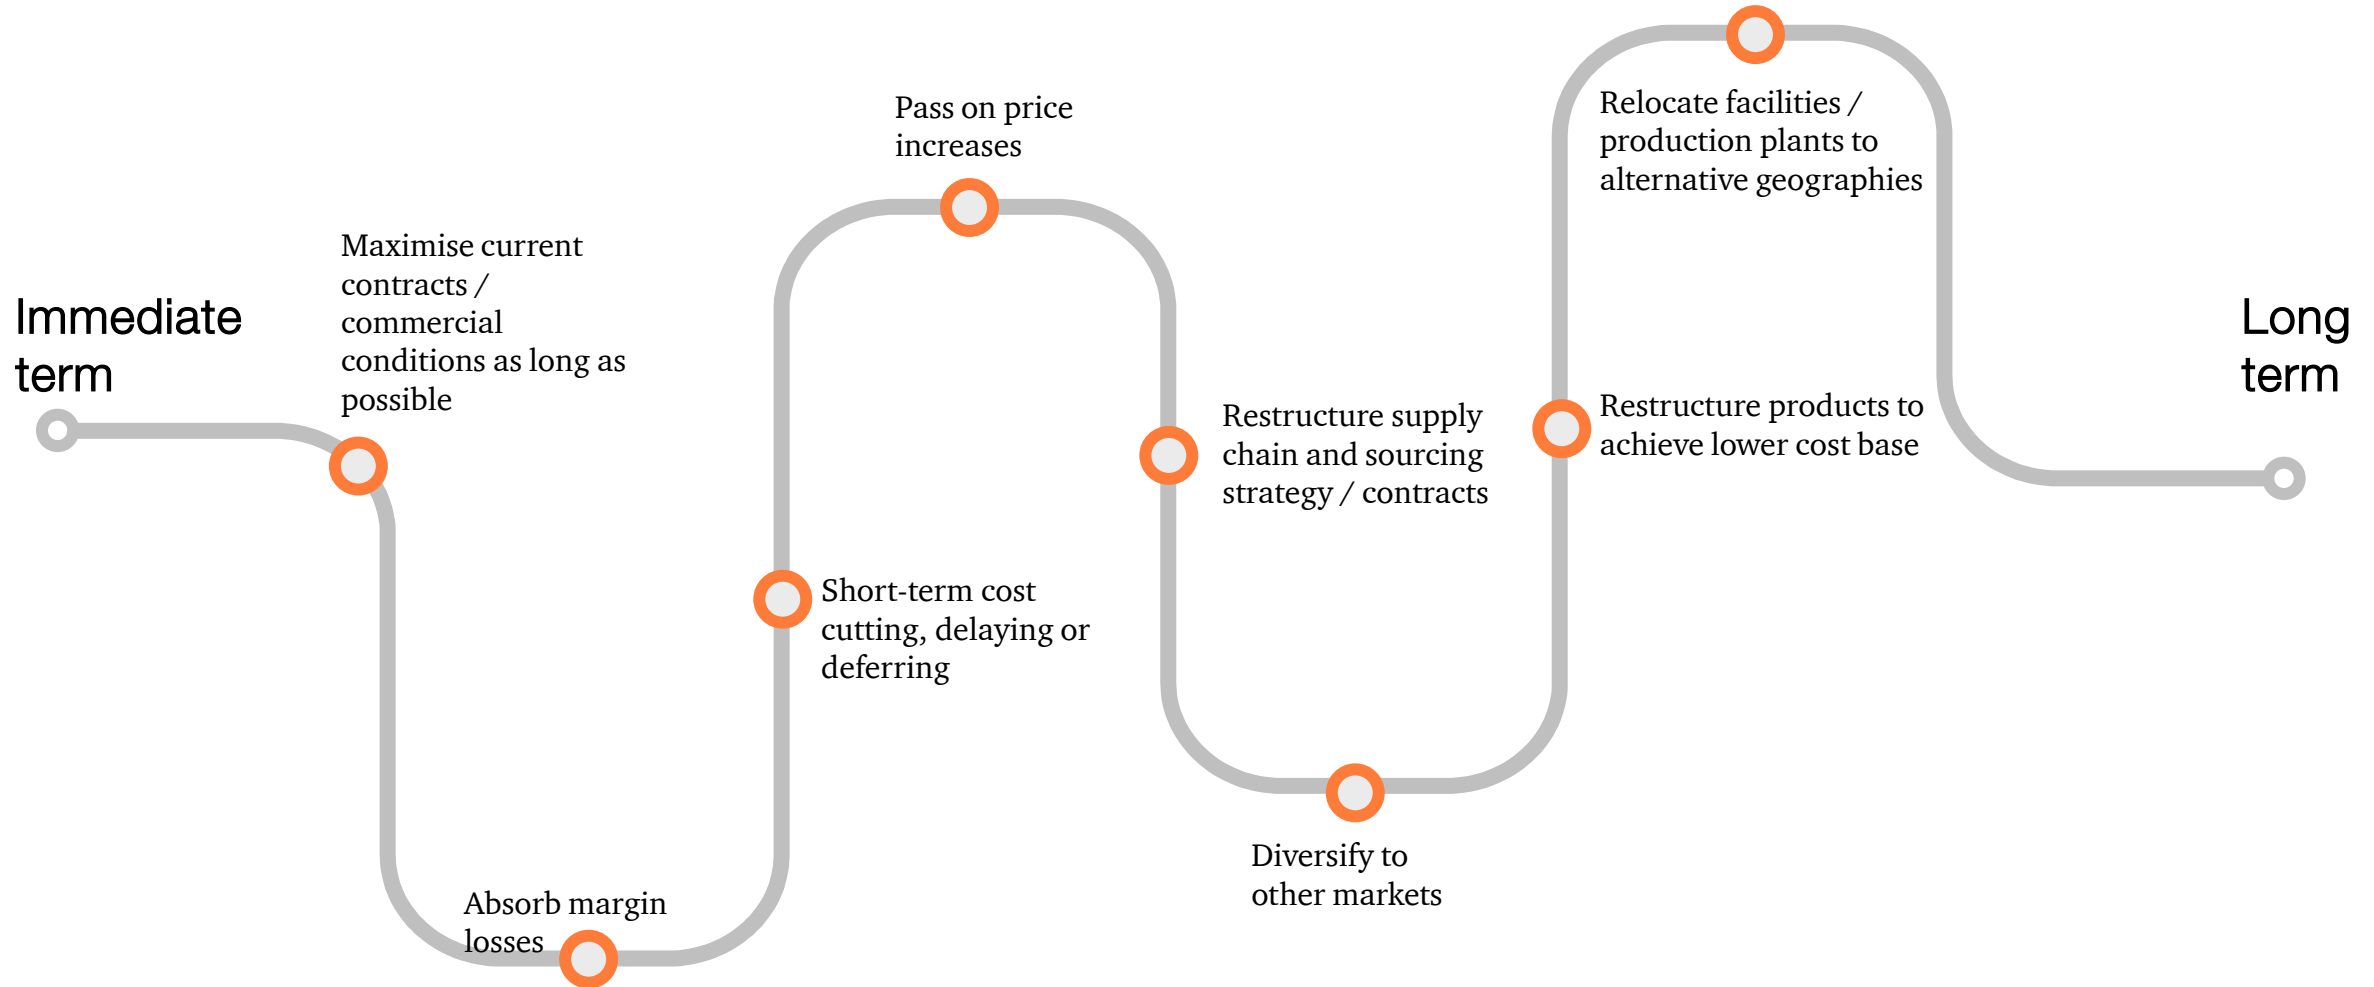 Immediate
term
Maximise current
contracts /
commercial
conditions as long as
possible
Absorb margin
losses
Short-term cost
cutting, delaying or
deferring
Pass on price
increases
Restructure supply
chain and sourcing
strategy / contracts
Diversify to
other markets
Restructure products to
achieve lower cost base
Relocate facilities /
production plants to
alternative geographies
Long
term